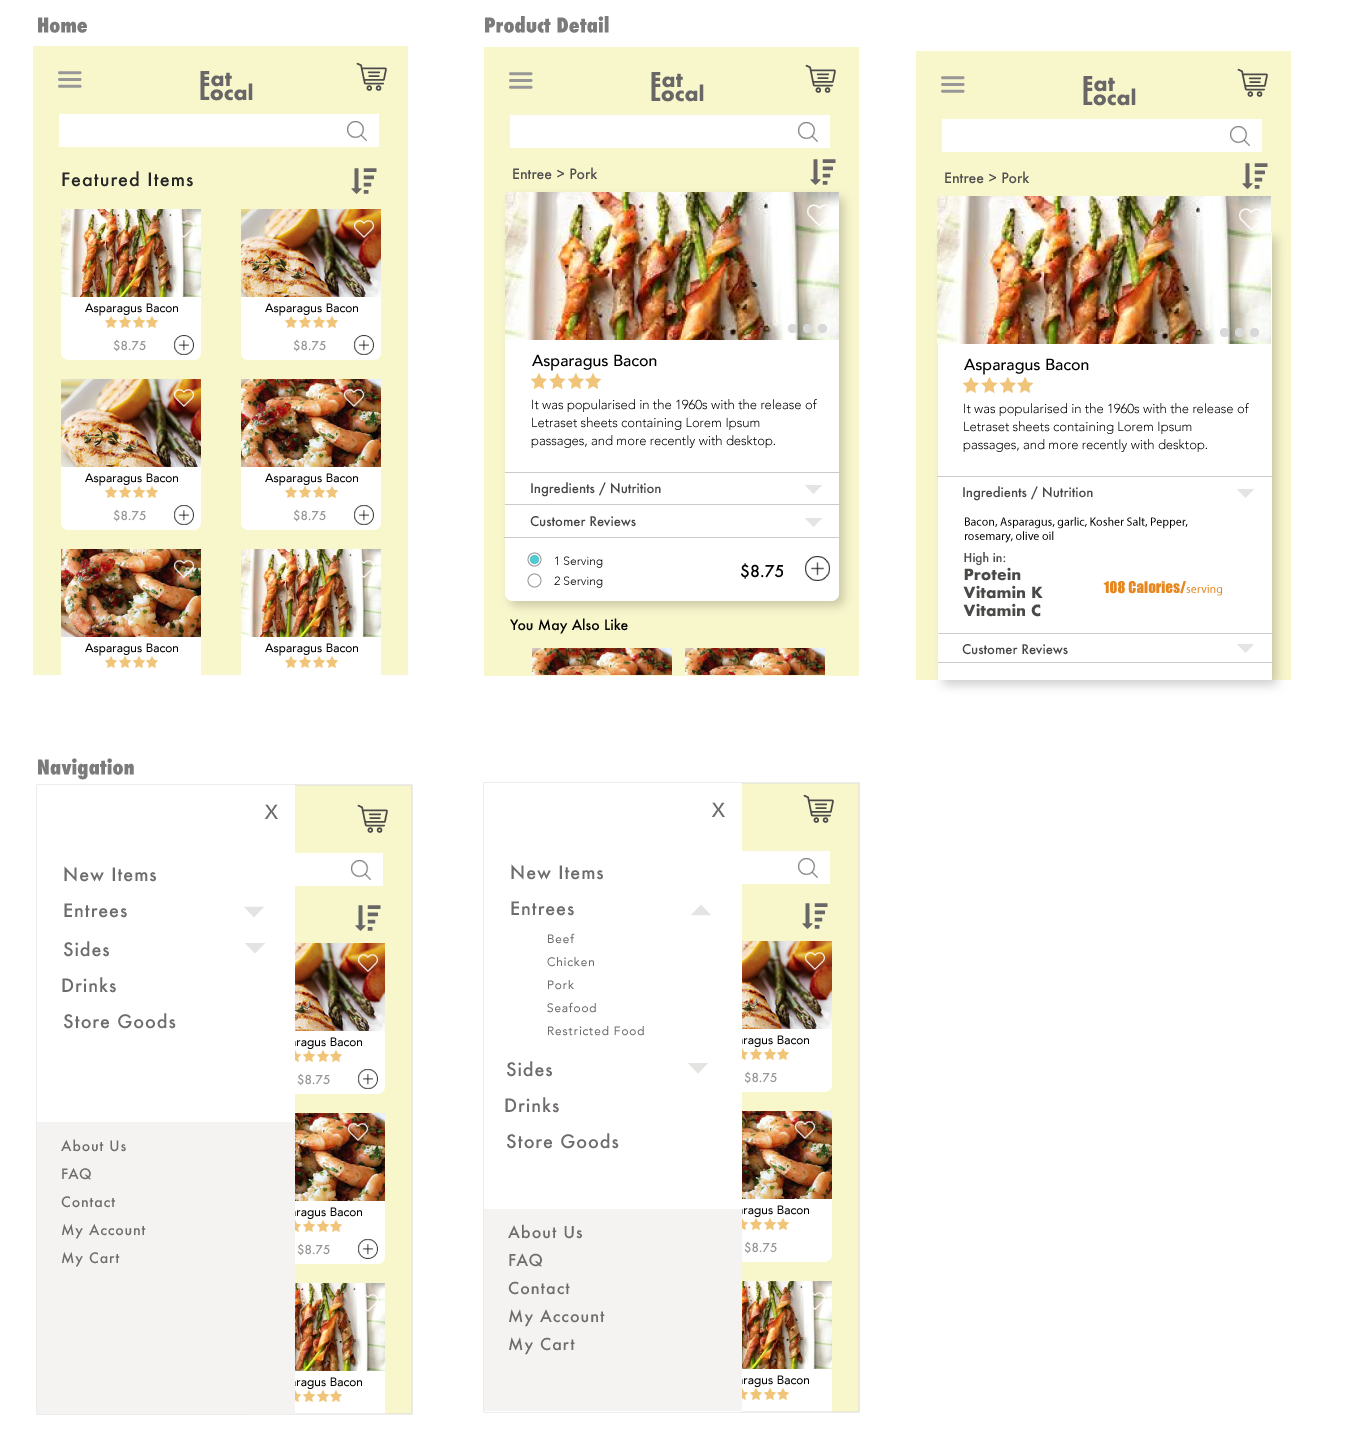 Home
Eat
Local
Featured Items
Asparagus Bacon
$8.75
Asparagus Bacon
$8.75
Asparagus Bacon
$8.75
Asparagus Bacon
$8.75
Asparagus Bacon
Asparagus Bacon
Product Detail
Eat
Local
Entree > Pork
Asparagus Bacon
It was popularised in the 1960s with the release of
Letraset sheets containing Lorem Ipsum
passages, and more recently with desktop.
Ingredients / Nutrition
Customer Reviews
1 Serving
2 Serving
$8.75
You May Also Like
Eat
Local
Entree > Pork
Asparagus Bacon
It was popularised in the 1960s with the release of
Letraset sheets containing Lorem Ipsum
passages, and more recently with desktop.
Ingredients / Nutrition
Bacon, Asparagus, garlic, Kosher Salt, Pepper,
rosemary, olive oil
High in:
Protein
Vitamin K
Vitamin C
108 Calories/serving
Customer Reviews
Navigation
X
New Items
Entrees
Sides
Drinks
Store Goods
About Us
FAQ
Contact
My Account
My Cart
ragus Bacon
$8.75
ragus Bacon
$8.75
ragus Bacon
X
New Items
Entrees
Beef
Chicken
Pork
Seafood
Restricted Food
Sides
Drinks
Store Goods
About Us
FAQ
Contact
My Account
My Cart
ragus Bacon
$8.75
ragus Bacon
$8.75
ragus Bacon